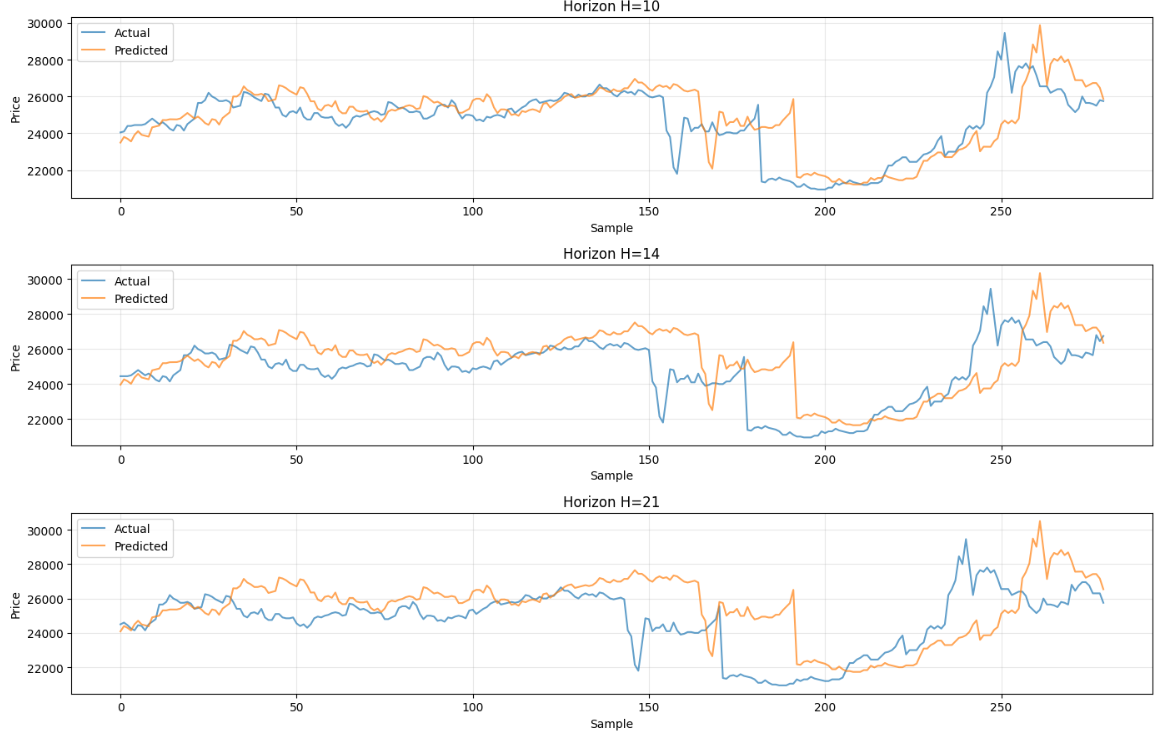 Horizon H=10
30000
28000
26000
24000
22000
Price
Actual
Predicted
0
50
100
150
200
250
Sample
Horizon H=14
30000
28000
26000
24000
22000
Price
Actual
Predicted
0
50
100
150
200
250
Sample
Horizon H=21
30000
28000
26000
24000
22000
Price
Actual
Predicted
0
50
100
150
200
250
Sample